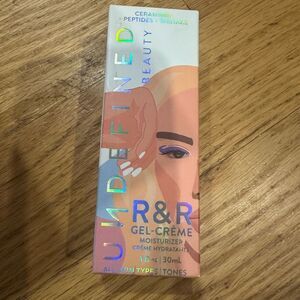 CERAMIDES
PEPTIDES
UNDEFINED
BEAUTY
R&R
GEL-CRÈME
MOISTURIZER
CRÈME HYDRATANTE
30mL
ALL SKIN TYPES | TONES